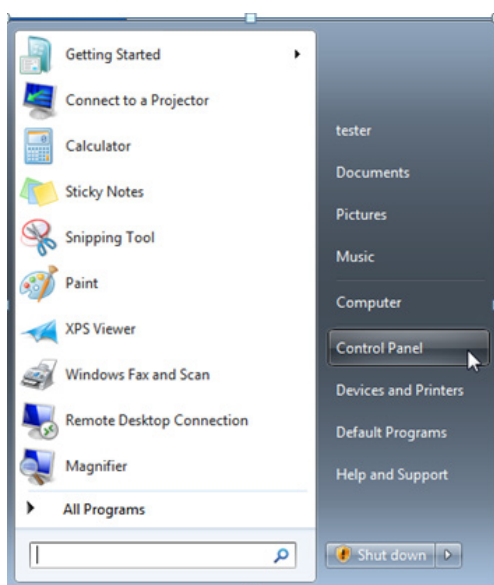 Getting Started
Connect to a Projector
Calculator
Sticky Notes
Snipping Tool
Paint
XPS Viewer
Windows Fax and Scan
Remote Desktop Connection
Magnifier
All Programs
tester
Documents
Pictures
Music
Computer
Control Panel
Devices and Printers
Default Programs
Help and Support
Shut down